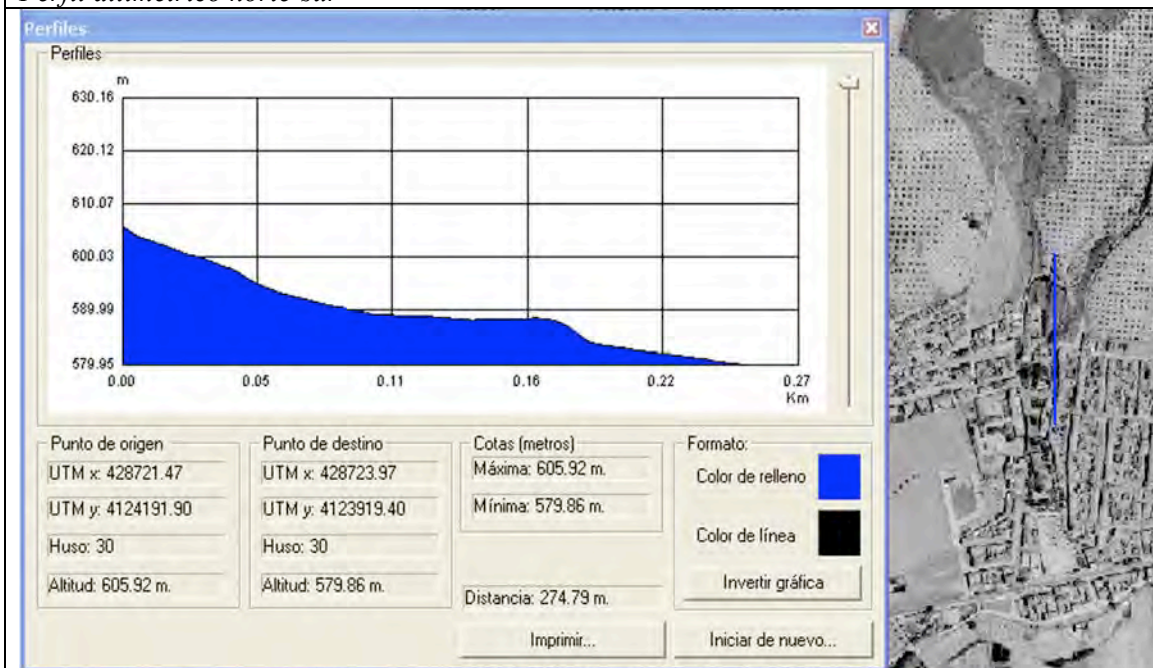 Perfil altimétrico norte-sur
Perfiles
Perfiles
m
630.16
620.12
610.07
600.03
589.99
579.95
0.00 0.05 0.11 0.16 0.22 0.27
Km
Punto de origen
UTM x: 428721.47
UTM y: 4124191.90
Huso: 30
Altitud: 605.92 m.
Punto de destino
UTM x: 428723.97
UTM y: 4123919.40
Huso: 30
Altitud: 579.86 m.
Cotas (metros)
Máxima: 605.92 m.
Mínima: 579.86 m.
Distancia: 274.79 m.
Formato:
Color de relleno
Color de línea
Invertir gráfica
Imprimir...
Iniciar de nuevo...